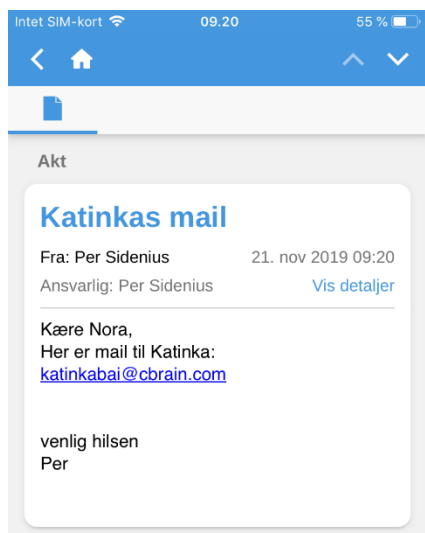 Intet SIM-kort 09.20 55 %
Akt
Katinkas mail
Fra: Per Sidenius 21. nov 2019 09:20
Ansvarlig: Per Sidenius Vis detaljer
Kære Nora,
Her er mail til Katinka:
katinkabai@cbrain.com
venlig hilsen
Per